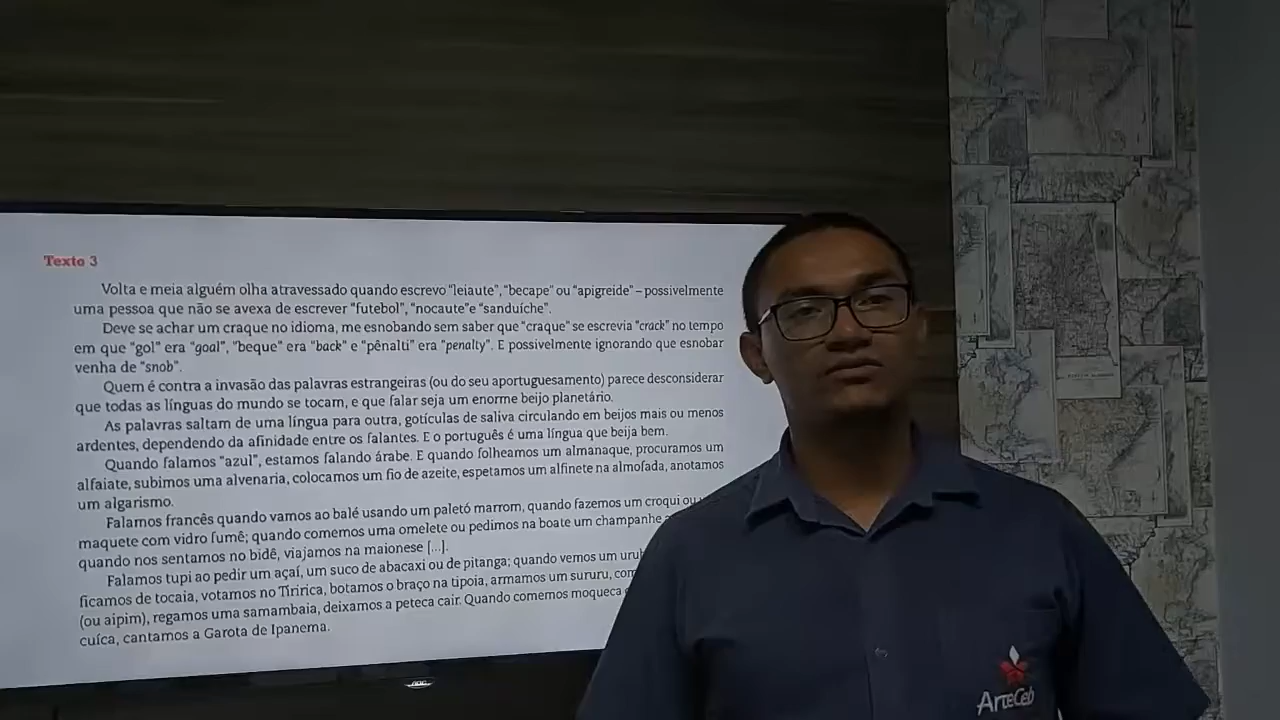 Texto 3
Volta e meia alguém olha atravessado quando escrevo “leiaute”, “becape” ou “apigreide” – possivelmente
uma pessoa que não se avexa de escrever “futebol”, “nocaute”e “sanduíche”.
Deve se achar um craque no idioma, me esnobando sem saber que “craque” se escrevia “crack” no tempo
em que “gol” era “goal”, “beque” era “back” e “pênalti” era “penalty”. E possivelmente ignorando que esnobar
venha de “snob”.
Quem é contra a invasão das palavras estrangeiras (ou do seu aportuguesamento) parece desconsiderar
que todas as línguas do mundo se tocam, e que falar seja um enorme beijo planetário.
As palavras saltam de uma língua para outra, gotículas de saliva circulando em beijos mais ou menos
ardentes, dependendo da afinidade entre os falantes. E o português é uma língua que beija bem.
Quando falamos “azul”, estamos falando árabe. E quando folheamos um almanaque, procuramos um
alfaiate, subimos uma alvenaria, colocamos um fio de azeite, espetamos um alfinete na almofada, anotamos
um algarismo.
Falamos francês quando vamos ao balé usando um paletó marrom, quando fazemos um croqui ou
maquete com vidro fumê; quando comemos uma omelete ou pedimos na boate um champanhe
quando nos sentamos no bidê, viajamos na maionese [...].
Falamos tupi ao pedir um açaí, um suco de abacaxi ou de pitanga; quando vemos um
ficamos de tocaia, votamos no Tiririca, botamos o braço na tipoia, armamos um sururu,
(ou aipim), regamos uma samambaia, deixamos a peteca cair. Quando comemos moqueca
cuíca, cantamos a Garota de Ipanema.
AOC
ArteCeb